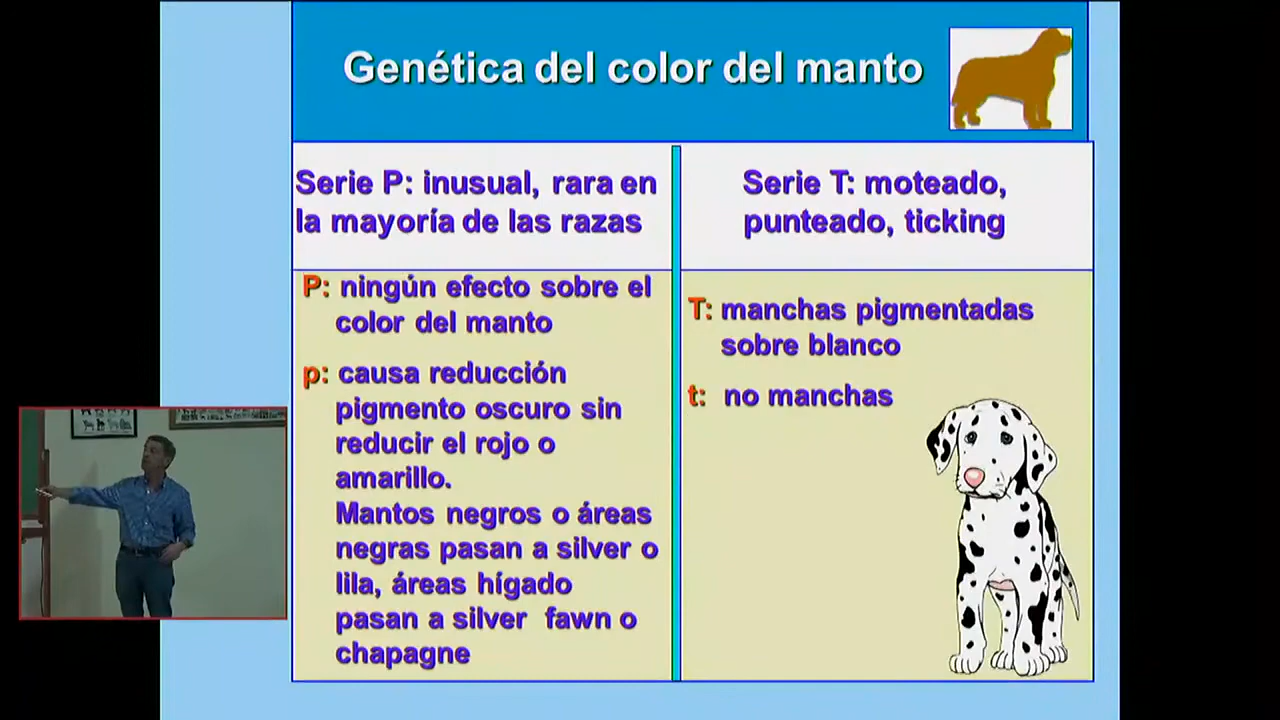 Genética del color del manto
Serie P: inusual, rara en
la mayoría de las razas
P: ningún efecto sobre el
color del manto
p: causa reducción
pigmento oscuro sin
reducir el rojo o
amarillo.
Mantos negros o áreas
negras pasan a silver o
lila, áreas hígado
pasan a silver fawn o
chapagne
Serie T: moteado,
punteado, ticking
T: manchas pigmentadas
sobre blanco
t: no manchas